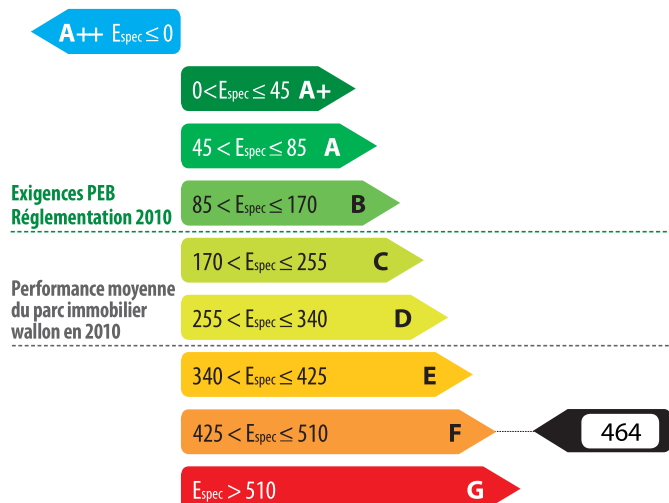 A++ Espec ≤ 0
0 < Espec ≤ 45 A+
45 < Espec ≤ 85 A
Exigences PEB
Réglementation 2010
85 < Espec ≤ 170 B
170 < Espec ≤ 255 C
Performance moyenne
du parc immobilier
wallon en 2010
255 < Espec ≤ 340 D
340 < Espec ≤ 425 E
425 < Espec ≤ 510 F
464
Espec > 510 G